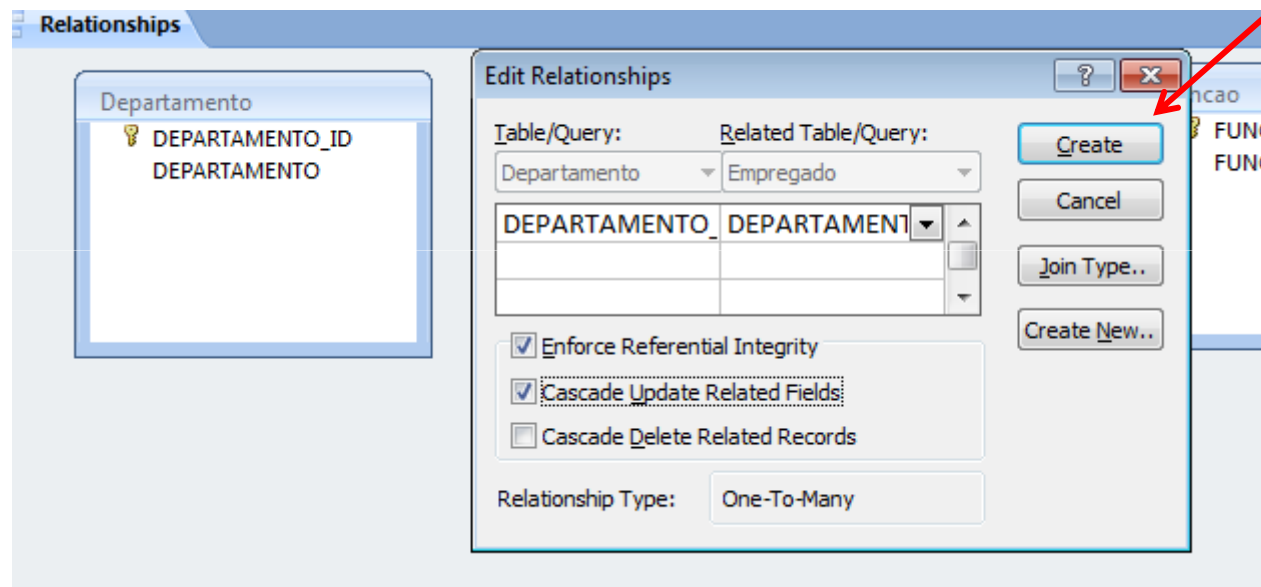 Relationships
Departamento
DEPARTAMENTO_ID
DEPARTAMENTO
Edit Relationships
Table/Query:
Related Table/Query:
Departamento
Empregado
DEPARTAMENTO_
DEPARTAMENT
Enforce Referential Integrity
Cascade Update Related Fields
Cascade Delete Related Records
Relationship Type:
One-To-Many
Create
Cancel
Join Type..
Create New..
ncao
FUN
FUN